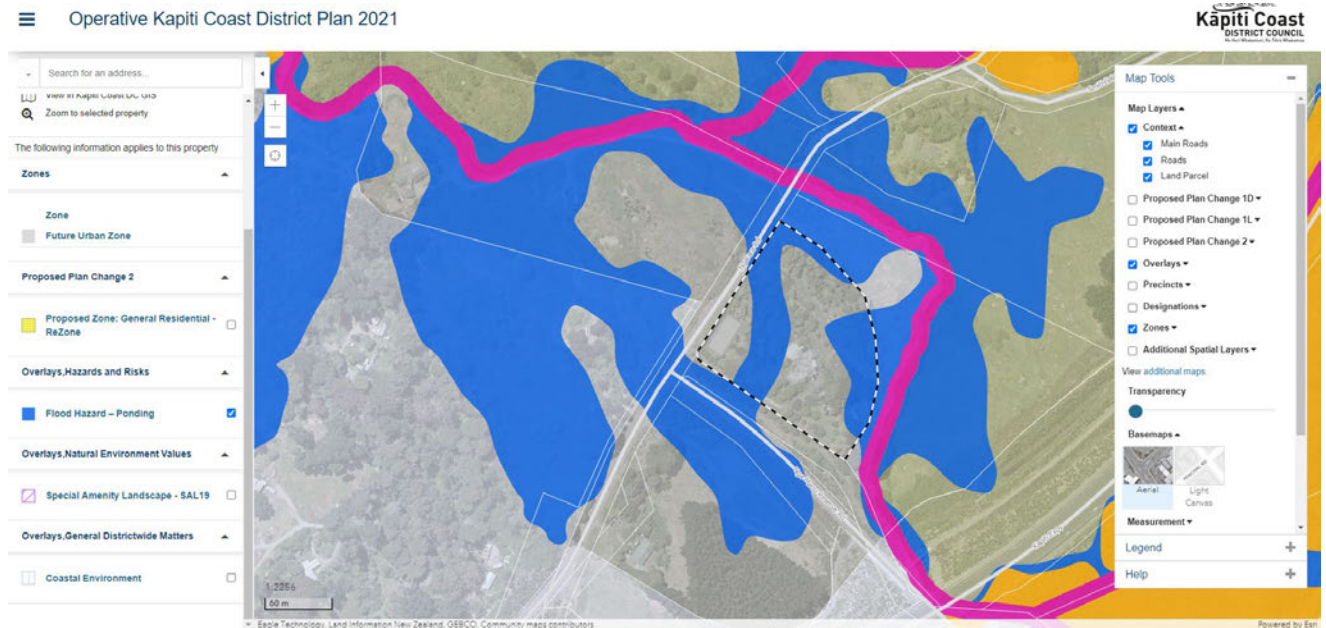 Operative Kapiti Coast District Plan 2021
Kāpiti Coast
DISTRICT COUNCIL
Search for an address...
View in Kapiti Coast DC GIS
Zoom to selected property
The following information applies to this property
Zones
Zone
Future Urban Zone
Proposed Plan Change 2
Proposed Zone: General Residential -
ReZone
Overlays,Hazards and Risks
Flood Hazard – Ponding
Overlays,Natural Environment Values
Special Amenity Landscape - SAL19
Overlays,General Districtwide Matters
Coastal Environment
1:2256
60 m
Kapiti Expy
Eagle Technology, Land Information New Zealand, GEBCO, Community maps contributors
Powered by Esri
Map Tools
Map Layers
Context
Main Roads
Roads
Land Parcel
Proposed Plan Change 1D
Proposed Plan Change 1L
Proposed Plan Change 2
Overlays
Precincts
Designations
Zones
Additional Spatial Layers
View additional maps.
Transparency
Basemaps
Aerial
Light
Canvas
Measurement
Legend
Help